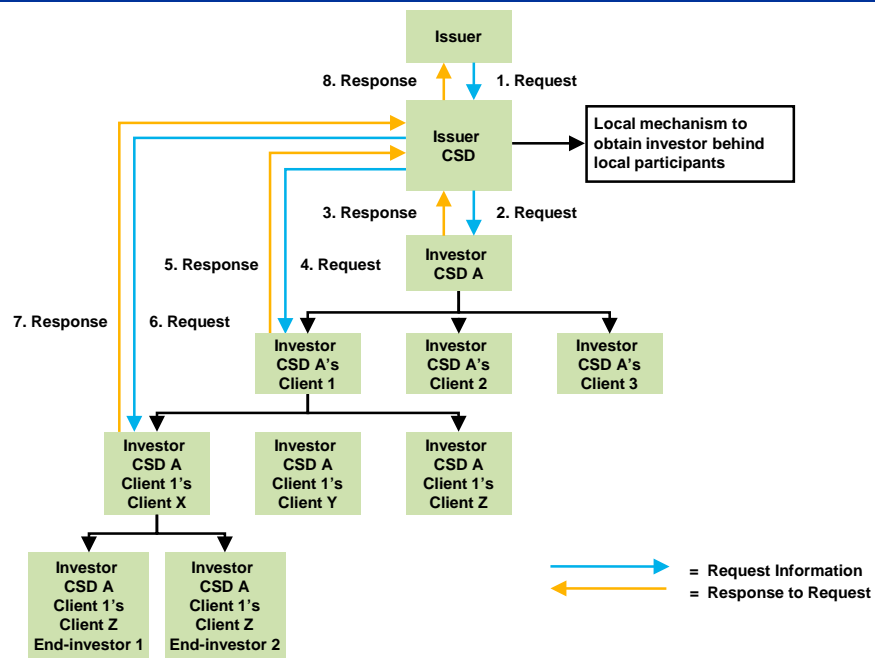 Issuer
8. Response
1. Request
Issuer
CSD
Local mechanism to
obtain investor behind
local participants
3. Response
2. Request
Investor
CSD A
5. Response
4. Request
7. Response
6. Request
Investor
CSD A's
Client 1
Investor
CSD A's
Client 2
Investor
CSD A's
Client 3
Investor
CSD A
Client 1's
Client X
Investor
CSD A
Client 1's
Client Y
Investor
CSD A
Client 1's
Client Z
Investor
CSD A
Client 1's
Client Z
End-investor 1
Investor
CSD A
Client 1's
Client Z
End-investor 2
= Request Information
= Response to Request